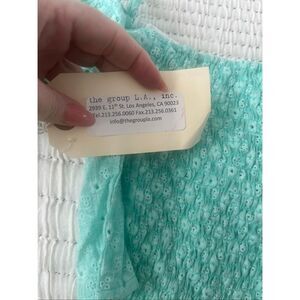 the group L.A., inc.
2939 E. 11th St. Los Angeles, CA 90023
Tel.213.256.0060 Fax.213.256.0361
info@thegroupla.com